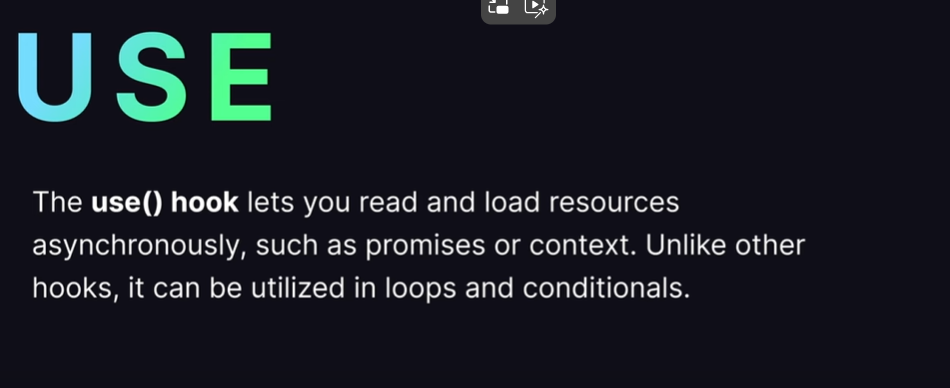 USE
The use() hook lets you read and load resources
asynchronously, such as promises or context. Unlike other
hooks, it can be utilized in loops and conditionals.